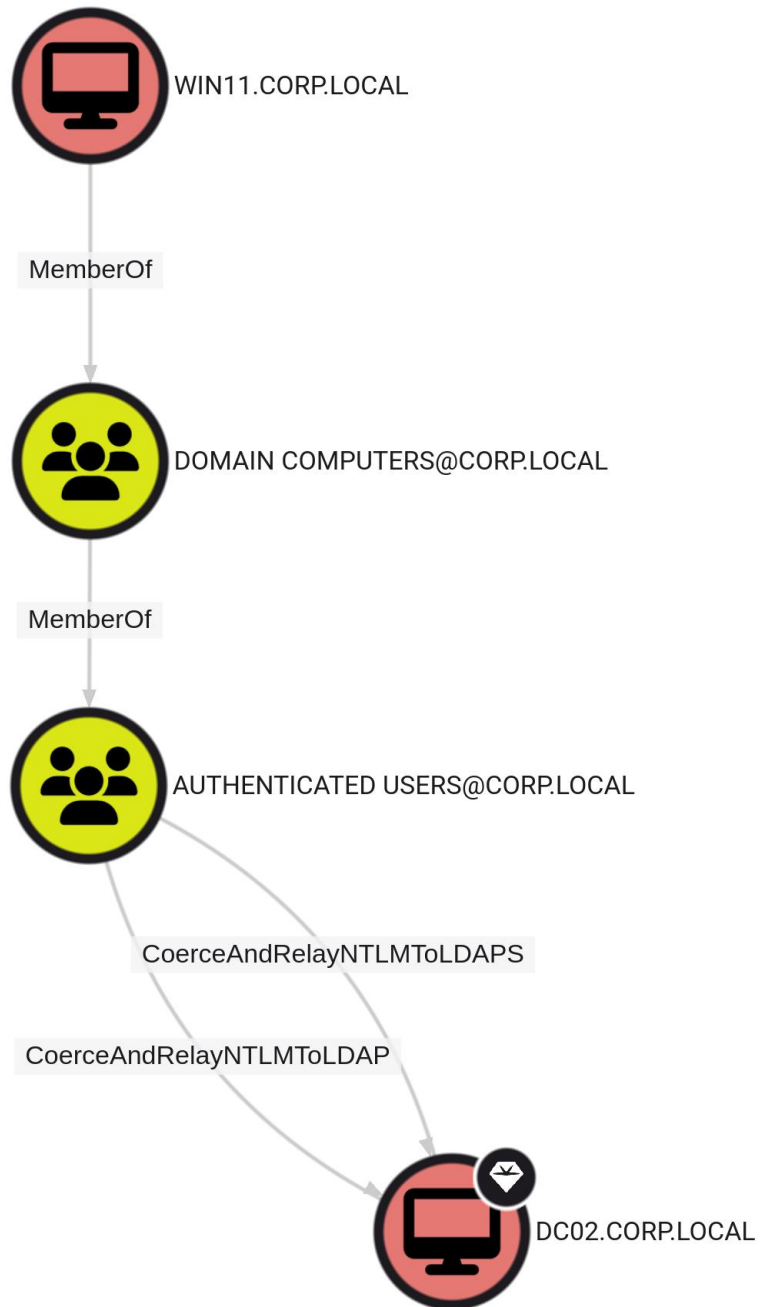 WIN11.CORP.LOCAL
MemberOf
DOMAIN COMPUTERS@CORP.LOCAL
MemberOf
AUTHENTICATED USERS@CORP.LOCAL
CoerceAndRelayNTLMToLDAPS
CoerceAndRelayNTLMToLDAP
DC02.CORP.LOCAL